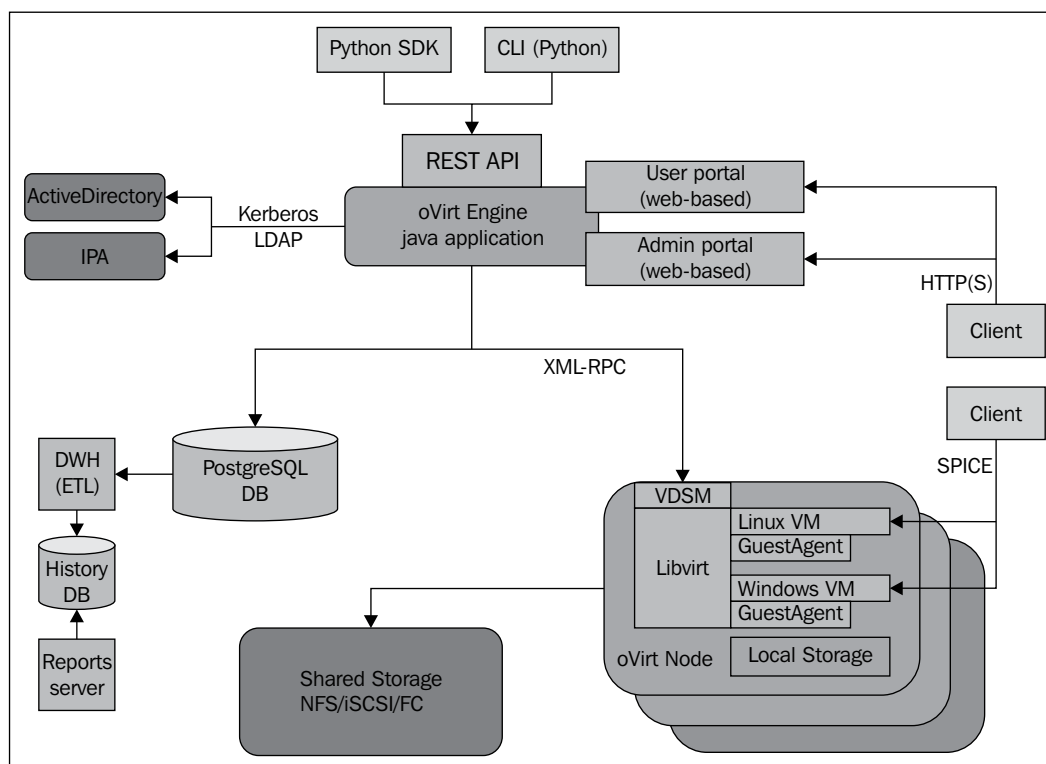 Python SDK
CLI (Python)
REST API
User portal
(web-based)
ActiveDirectory
Kerberos
LDAP
oVirt Engine
java application
IPA
Admin portal
(web-based)
HTTP(S)
Client
XML-RPC
Client
DWH
(ETL)
PostgreSQL
DB
SPICE
VDSM
Linux VM
GuestAgent
Libvirt
Windows VM
GuestAgent
History
DB
oVirt Node
Local Storage
Reports
server
Shared Storage
NFS/iSCSI/FC